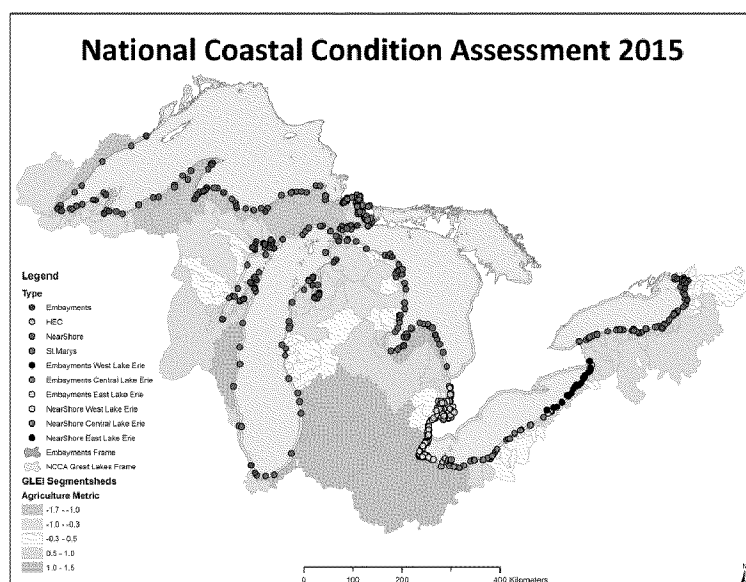 National Coastal Condition Assessment 2015
Legend
Type
Embayments
HEC
NearShore
St.Marys
Embayments West Lake Erie
Embayments Central Lake Erie
Embayments East Lake Erie
NearShore West Lake Erie
NearShore Central Lake Erie
NearShore East Lake Erie
Embayments Frame
NCCA Great Lakes Frame
GLEI Segmentsheds
Agriculture Metric
-1.7 - -1.0
-1.0 - -0.3
-0.3 - 0.5
0.5 - 1.0
1.0 - 1.5
0 100 200 400 Kilometers